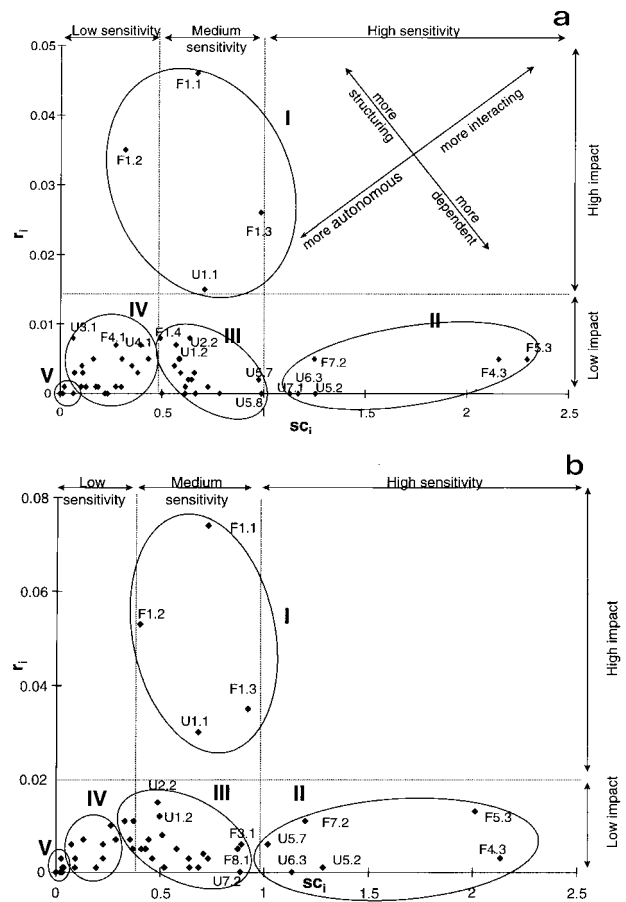 a
Low sensitivity
Medium sensitivity
High sensitivity
0.05
0.04
0.03
0.02
0.01
0
r_i
F1.1
F1.2
F1.3
U1.1
I
more structuring
more interacting
more autonomous
more dependent
High impact
Low impact
IV
III
II
V
U3.1
F4.1
U4.1
F1.4
U2.2
U1.2
U5.7
U5.8
F7.2
U6.3
U7.1
U5.2
F4.3
F5.3
0
0.5
1
1.5
2
2.5
sc_i
b
Low sensitivity
Medium sensitivity
High sensitivity
0.08
0.06
0.04
0.02
0
r_i
F1.1
F1.2
F1.3
U1.1
I
High impact
Low impact
V
IV
III
II
U2.2
U1.2
F3.1
F8.1
U7.2
U5.7
F7.2
U6.3
U5.2
F5.3
F4.3
0
0.5
1
1.5
2
2.5
sc_i